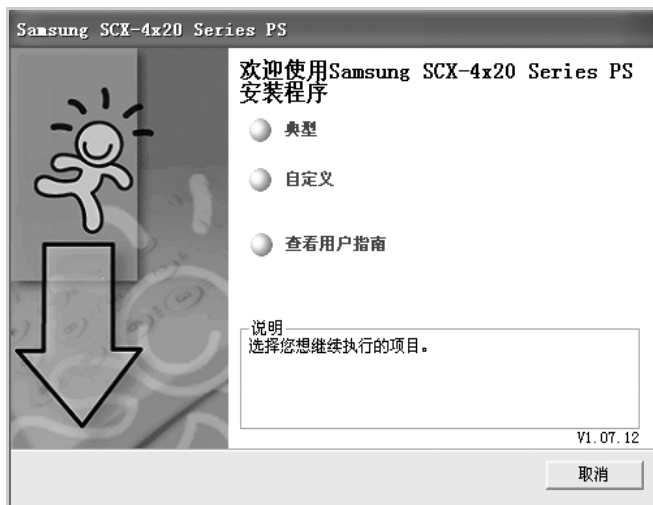 Samsung SCX-4x20 Series PS
欢迎使用Samsung SCX-4x20 Series PS
安装程序
典型
自定义
查看用户指南
说明
选择您想继续执行的项目。
V1.07.12
取消